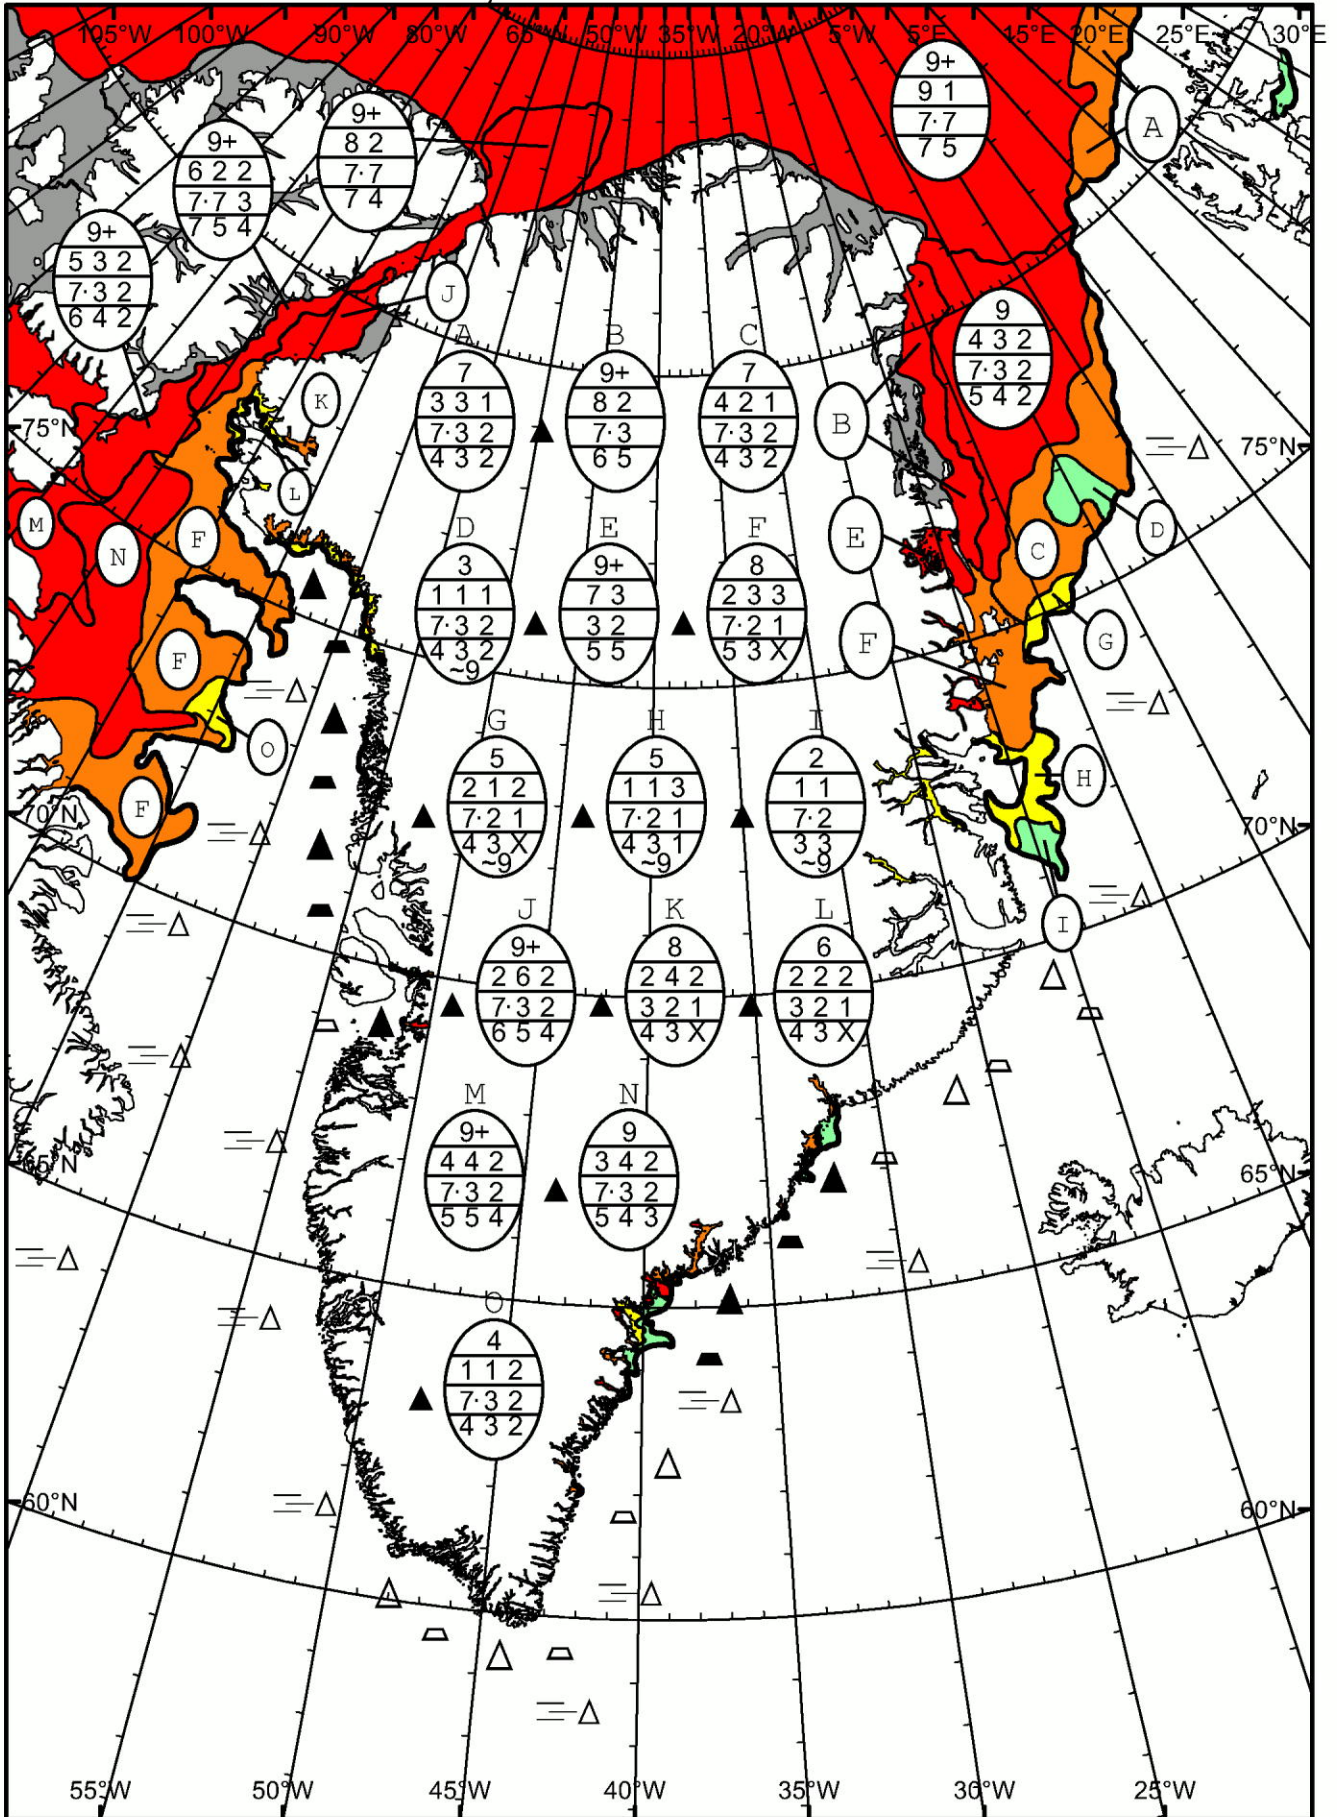 105°W 100°W 90°W 80°W 65°W 50°W 35°W 20°W 5°W 5°E 15°E 20°E 25°E 30°E
9+
9 1
7·7
7 5
A
9+
8 2
7·7
7 4
9+
6 2 2
7·7 3
7 5 4
9+
5 3 2
7·3 2
6 4 2
J
9
4 3 2
7·3 2
5 4 2
A B C
7 9+ 7
3 3 1 8 2 4 2 1
7·3 2 7·3 7·3 2
4 3 2 6 5 4 3 2
K
B
75°N
75°N
L
M
N
F
E
C
D
D E F
3 9+ 8
1 1 1 7 3 2 3 3
7·3 2 3 2 7·2 1
4 3 2 5 5 5 3 X
~9
F
G
F
O
G H I
5 5 2
2 1 2 1 1 3 1 1
7·2 1 7·2 1 7·2
4 3 X 4 3 1 3 3
~9 ~9 ~9
H
F
70°N
70°N
I
J K L
9+ 8 6
2 6 2 2 4 2 2 2 2
7·3 2 3 2 1 3 2 1
6 5 4 4 3 X 4 3 X
M N
9+ 9
4 4 2 3 4 2
7·3 2 7·3 2
5 5 4 5 4 3
65°N
65°N
O
4
1 1 2
7·3 2
4 3 2
60°N
60°N
55°W 50°W 45°W 40°W 35°W 30°W 25°W